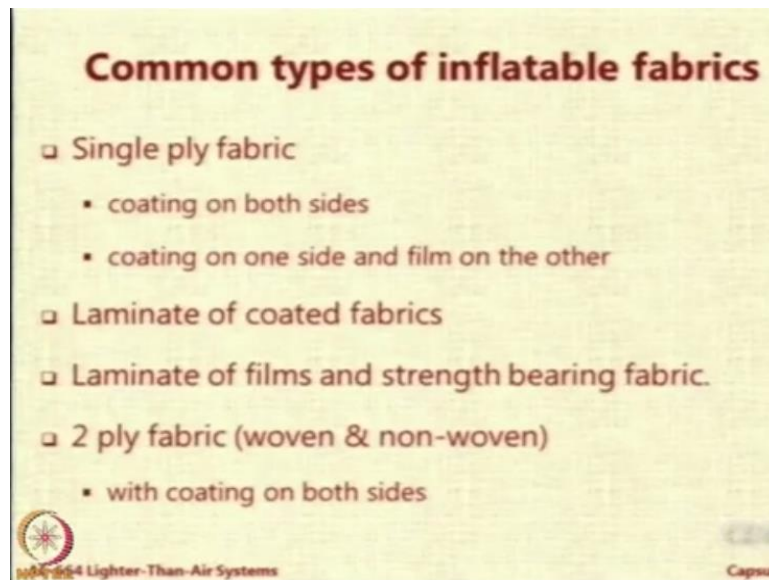 Common types of inflatable fabrics
❑ Single ply fabric
▪ coating on both sides
▪ coating on one side and film on the other
❑ Laminate of coated fabrics
❑ Laminate of films and strength bearing fabric.
❑ 2 ply fabric (woven & non-woven)
▪ with coating on both sides
Lighter-Than-Air Systems